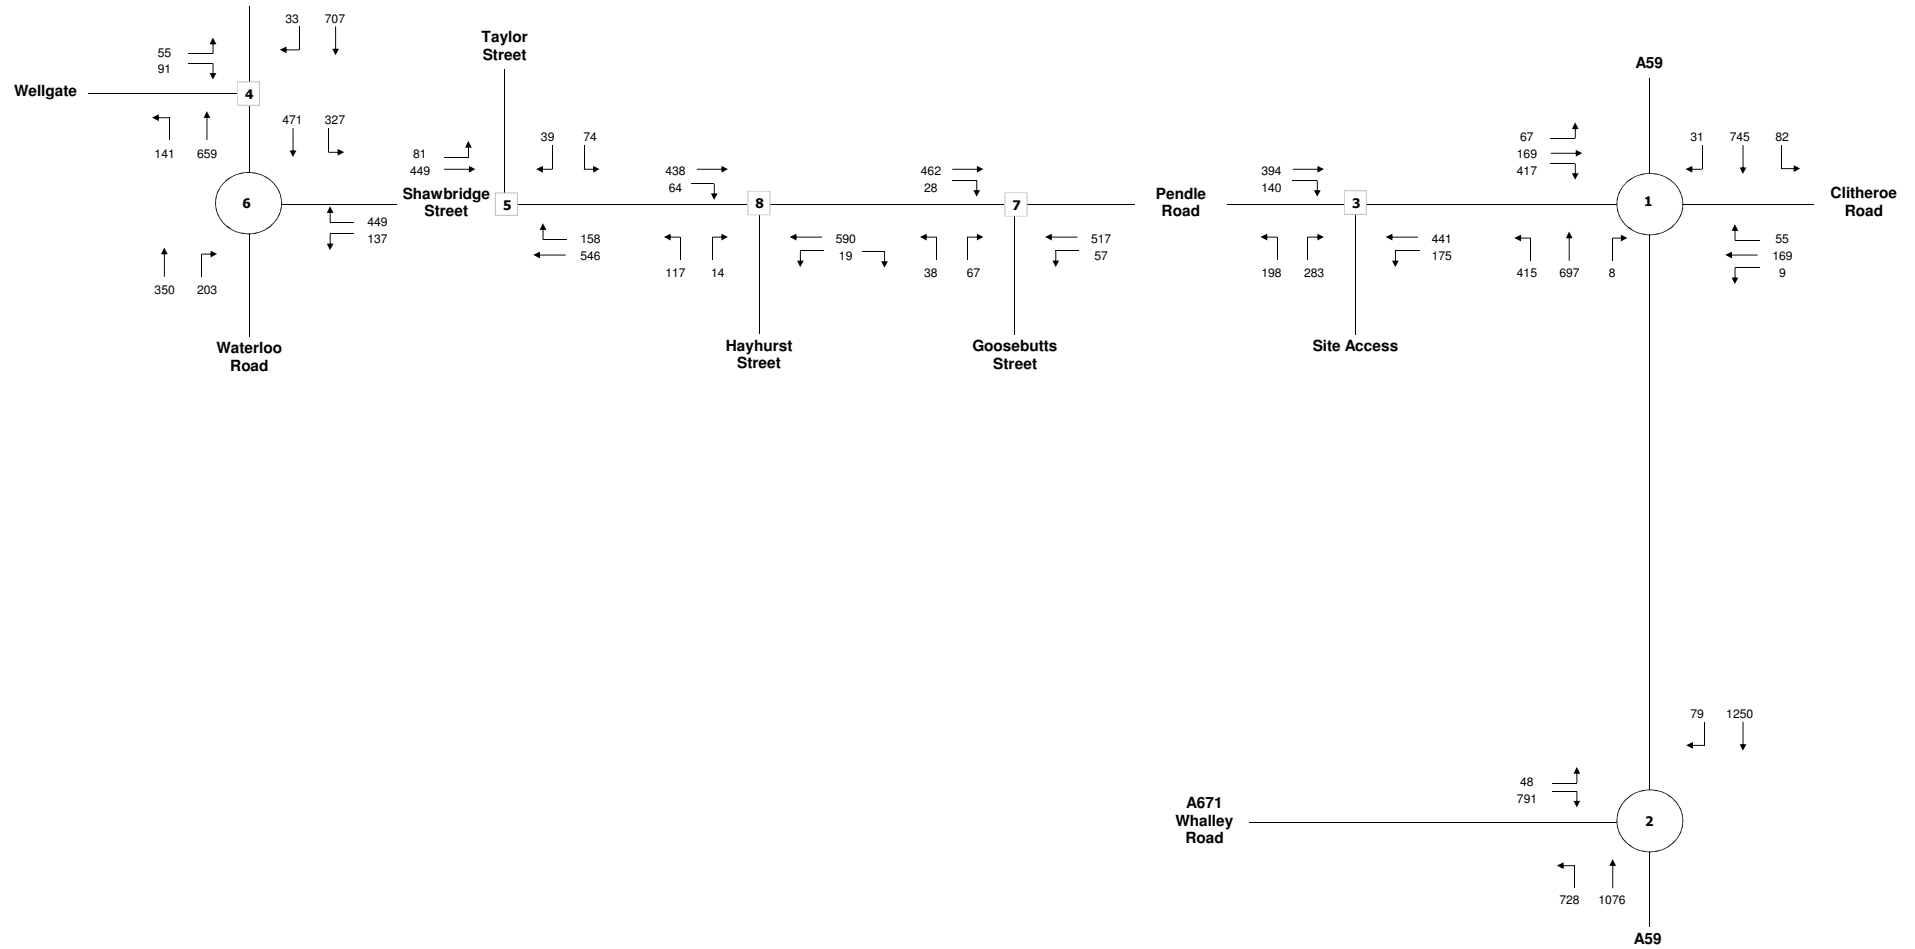 33 707
55
91
Wellgate
4
141 659
471 327
6
350 203
449
137
Waterloo
Road
Taylor
Street
81
449
Shawbridge
Street
39 74
5
158
546
438
64
8
117 14
590
19
Hayhurst
Street
462
28
7
38 67
517
57
Goosebutts
Street
Pendle
Road
394
140
3
198 283
441
175
Site Access
A59
67
169
417
31 745 82
1
Clitheroe
Road
415 697 8
55
169
9
79 1250
48
791
A671
Whalley
Road
2
728 1076
A59